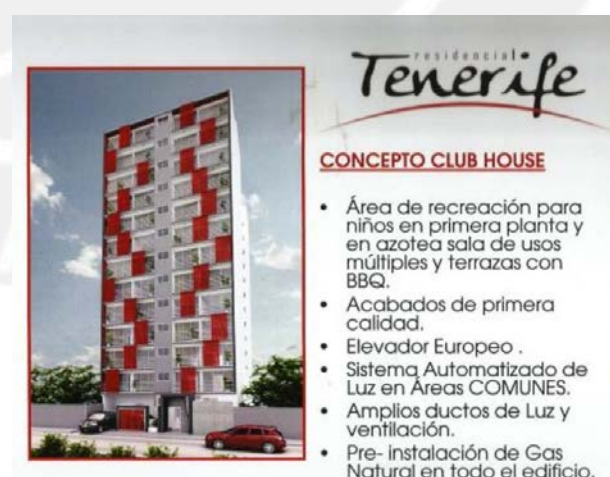 residencial
Tenerife
CONCEPTO CLUB HOUSE
• Área de recreación para
niños en primera planta y
en azotea sala de usos
múltiples y terrazas con
BBQ.
• Acabados de primera
calidad.
• Elevador Europeo .
• Sistema Automatizado de
Luz en Áreas COMUNES.
• Amplios ductos de Luz y
ventilación.
• Pre- instalación de Gas
Natural en todo el edificio.